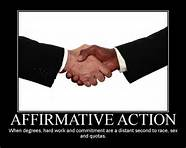 AFFIRMATIVE ACTION
When degrees, hard work and commitment are a distant second to race, sex
and quotas.